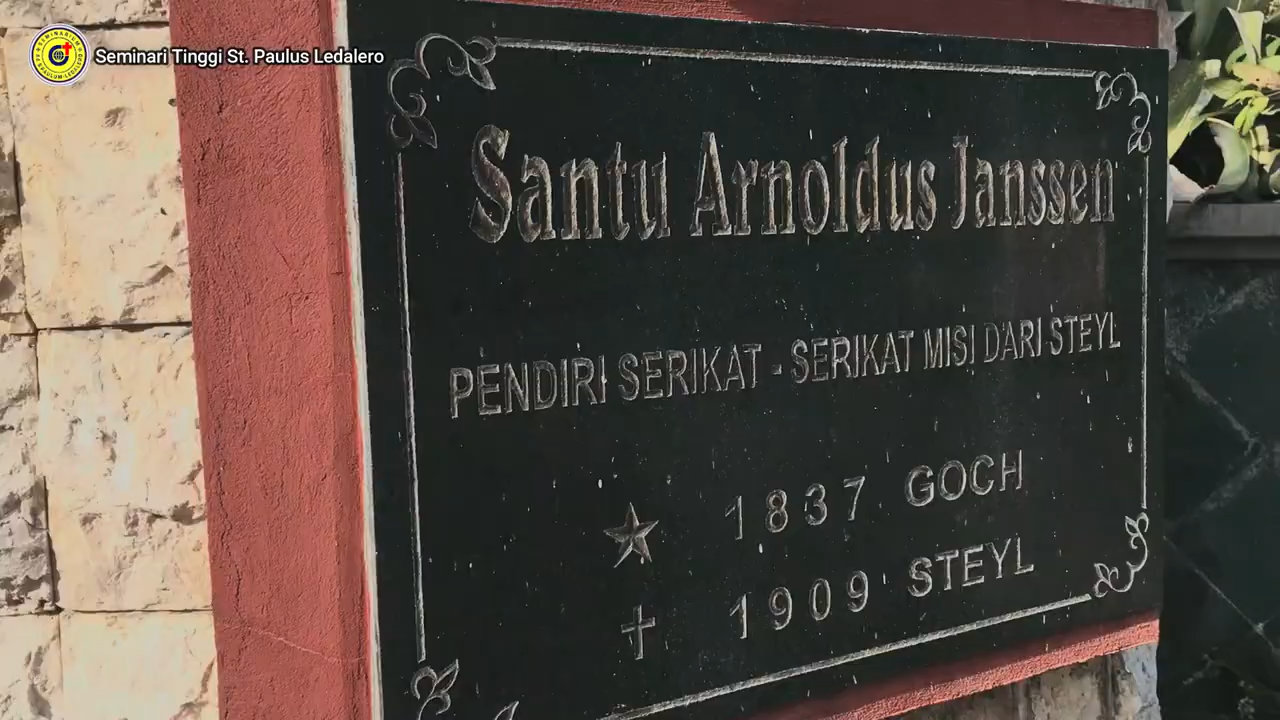 Seminari Tinggi St. Paulus Ledalero
Santu Arnoldus Janssen
PENDIRI SERIKAT - SERIKAT MISI DARI STEYL
1837 GOCH
1909 STEYL